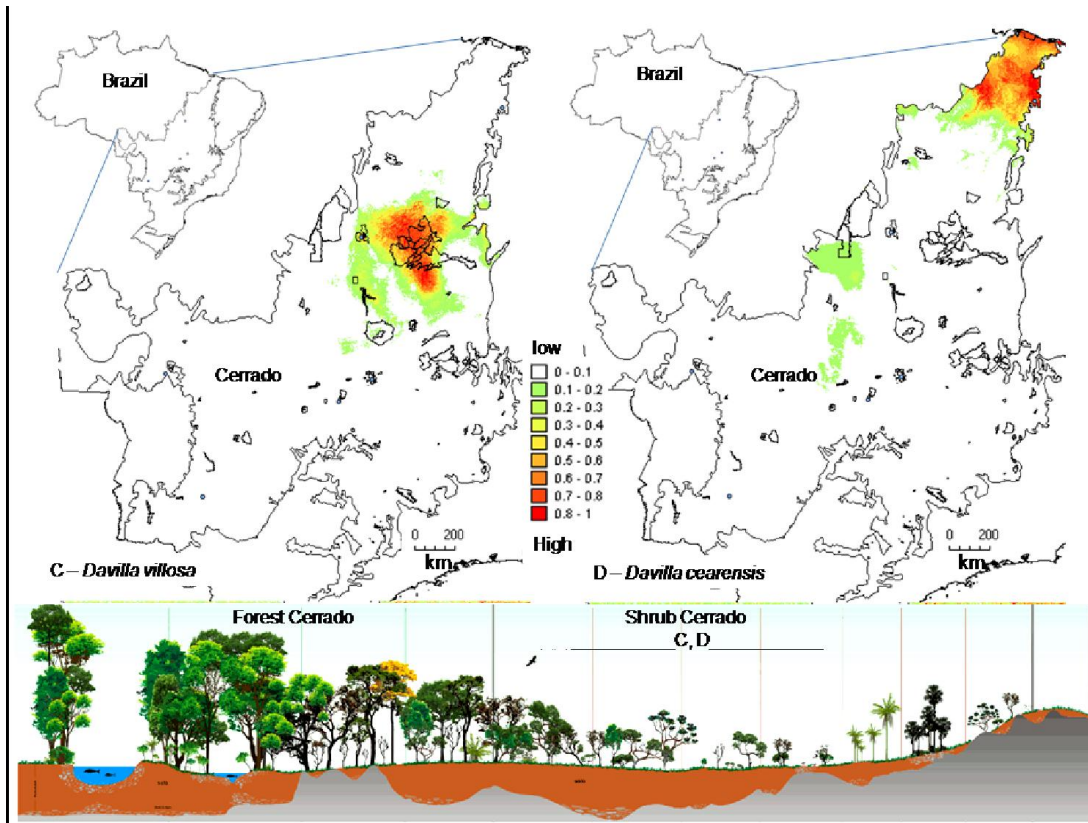 Brazil
Cerrado
C – Davilla villosa
0 200
km
low
0 - 0.1
0.1 - 0.2
0.2 - 0.3
0.3 - 0.4
0.4 - 0.5
0.5 - 0.6
0.6 - 0.7
0.7 - 0.8
0.8 - 1
High
Brazil
Cerrado
D – Davilla cearensis
0 200
km
Forest Cerrado
Shrub Cerrado
C, D